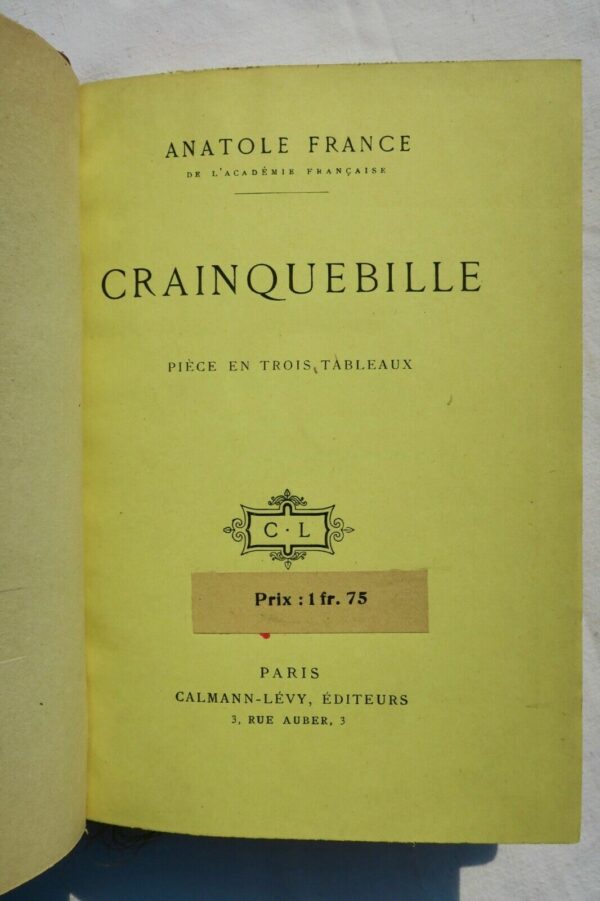 ANATOLE FRANCE
DE L'ACADÉMIE FRANÇAISE
CRAINQUEBILLE
PIÈCE EN TROIS TABLEAUX
C · L
Prix : 1 fr. 75
PARIS
CALMANN-LÉVY, ÉDITEURS
3, RUE AUBER, 3